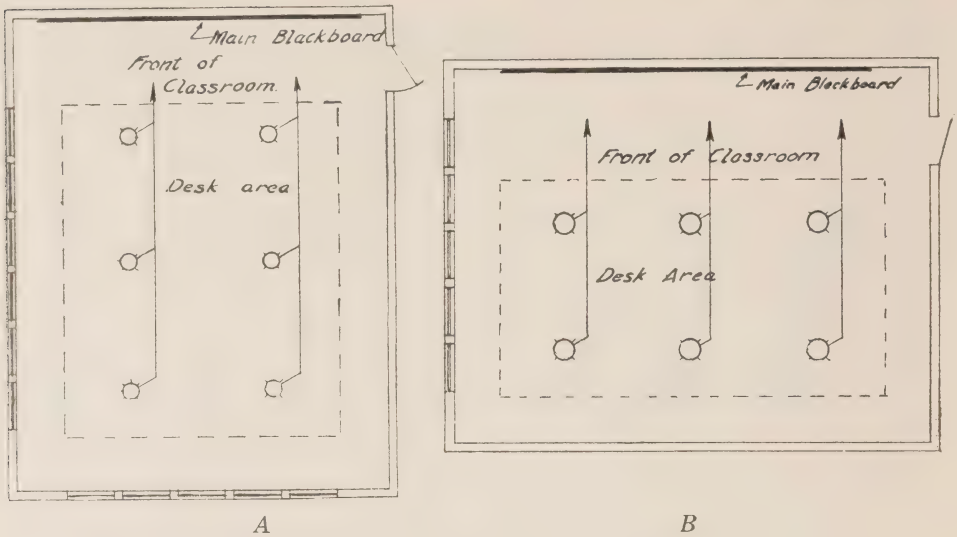 Main Blackboard
Front of
Classroom.
Desk area
A
Main Blackboard
Front of Classroom
Desk Area
B